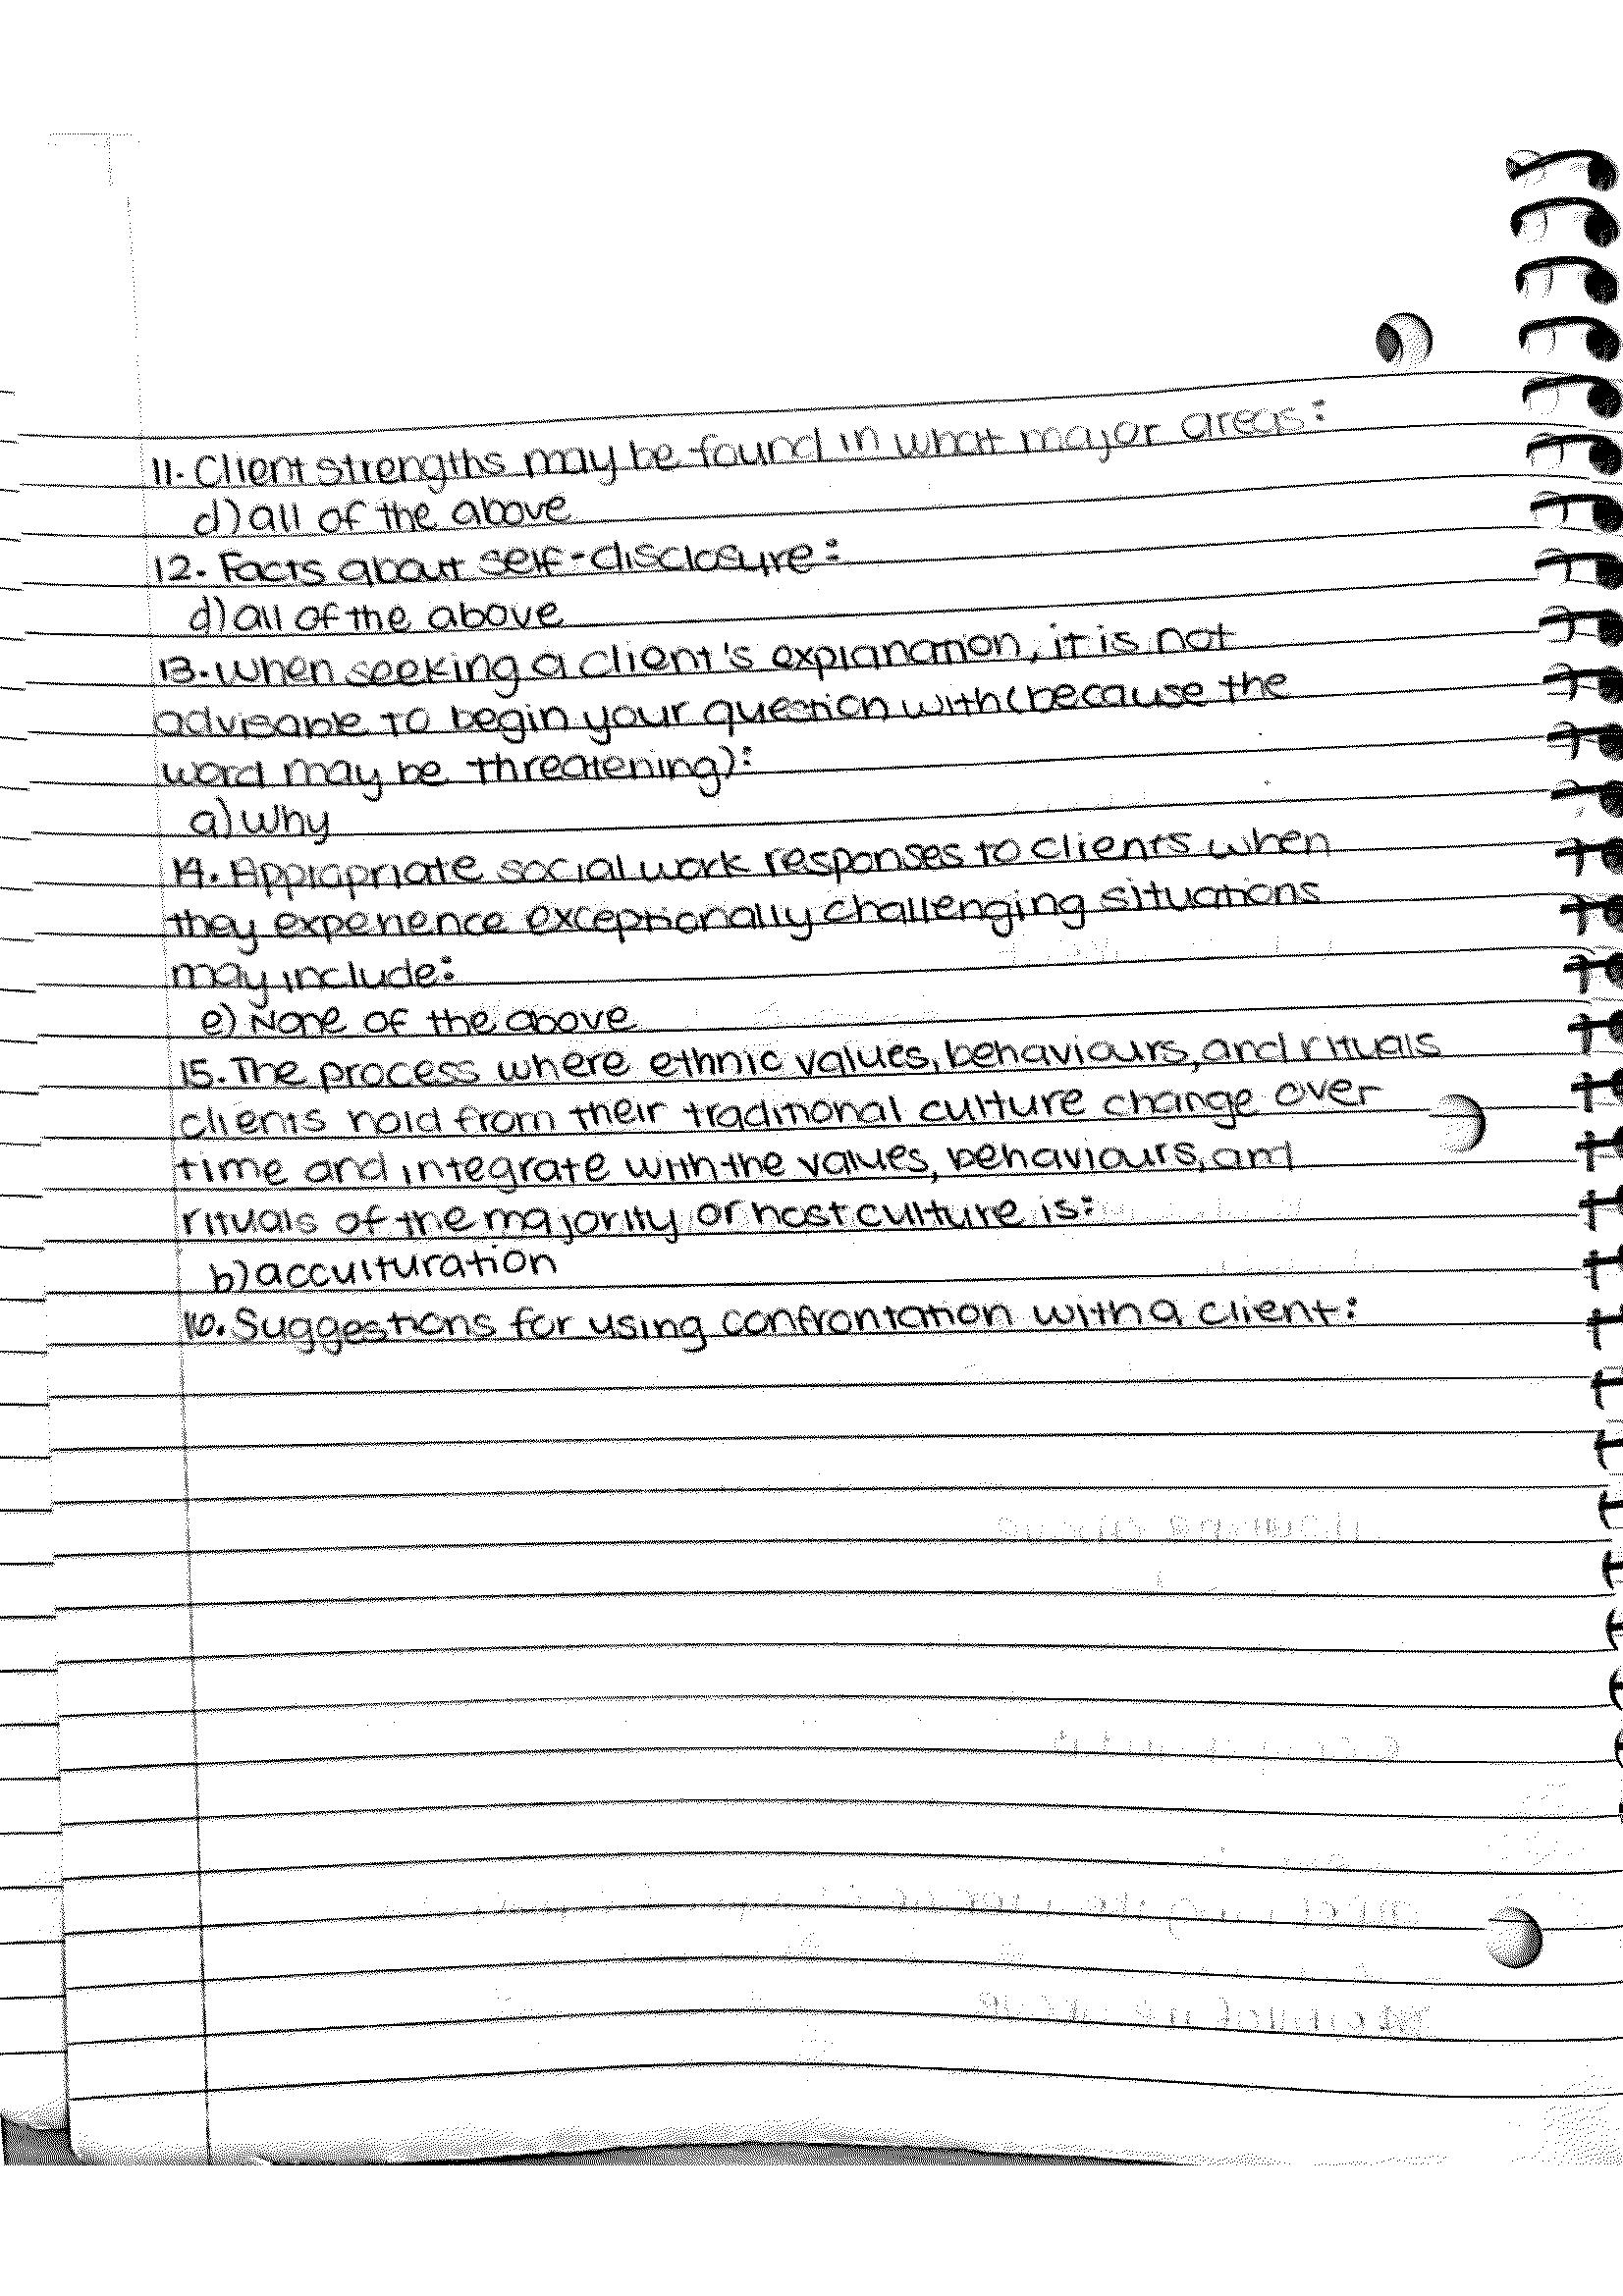 11. Client strengths may be found in what major areas:
d) all of the above
12. Facts about self-disclosure:
d) all of the above
13. When seeking a client's explanation, it is not
advisable to begin your question with (because the
word may be threatening):
a) Why
14. Appropriate social work responses to clients when
they experience exceptionally challenging situations
may include:
e) None of the above
15. The process where ethnic values, behaviours, and rituals
clients hold from their traditional culture change over
time and integrate with the values, behaviours, and
rituals of the majority or host culture is:
b) acculturation
16. Suggestions for using confrontation with a client: